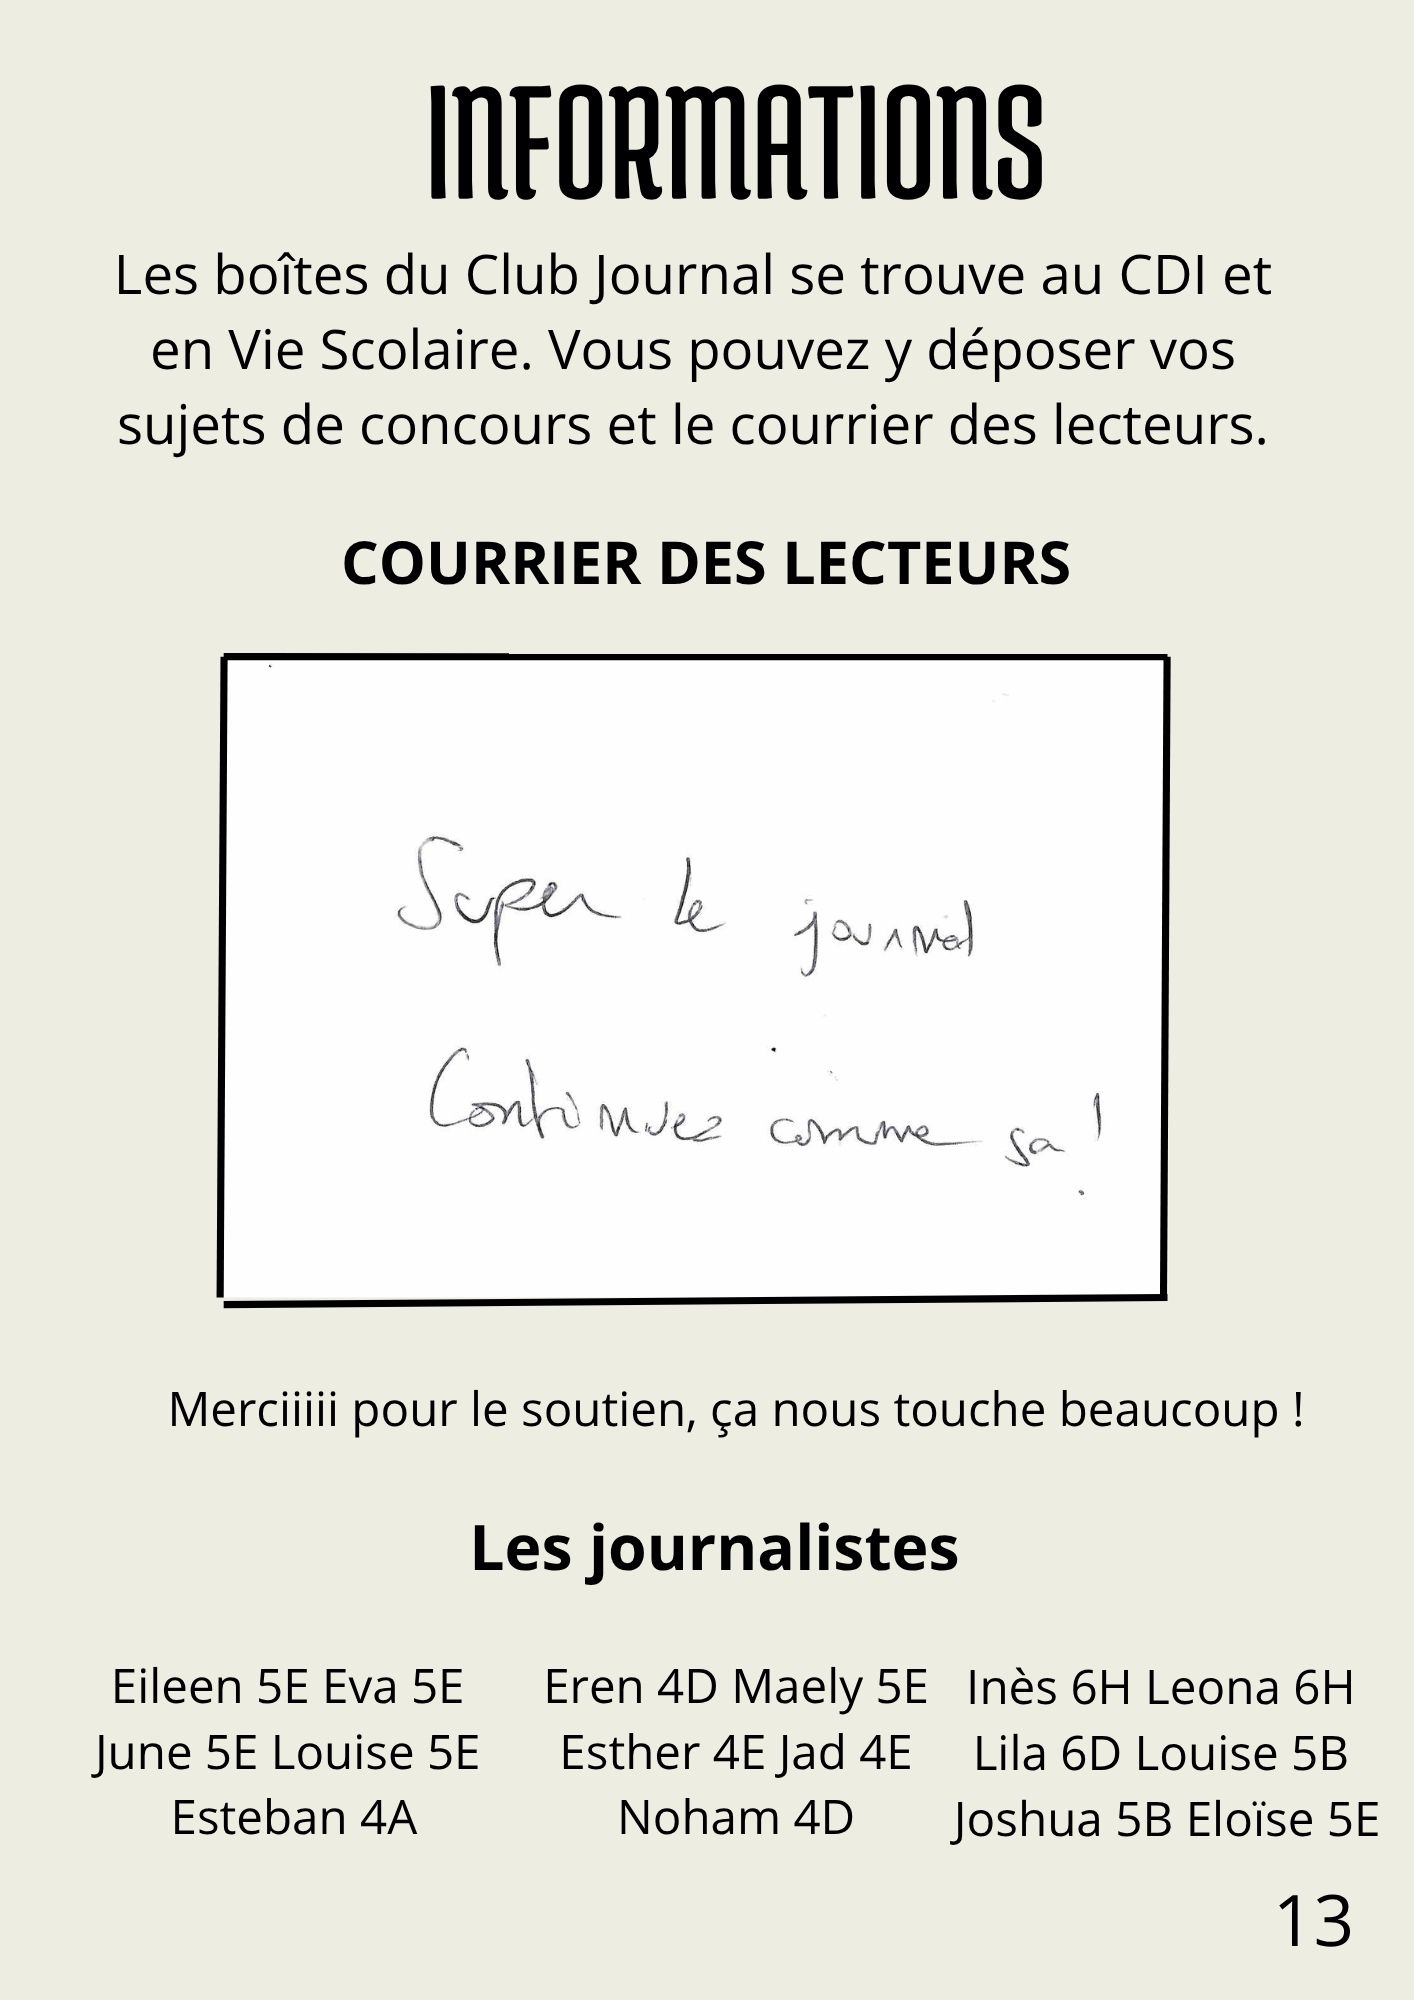 INFORMATIONS
Les boîtes du Club Journal se trouve au CDI et
en Vie Scolaire. Vous pouvez y déposer vos
sujets de concours et le courrier des lecteurs.
COURRIER DES LECTEURS
Super le journal
Continuez comme sa !
Merciiiii pour le soutien, ça nous touche beaucoup !
Les journalistes
Eileen 5E Eva 5E
June 5E Louise 5E
Esteban 4A
Eren 4D Maely 5E
Esther 4E Jad 4E
Noham 4D
Inès 6H Leona 6H
Lila 6D Louise 5B
Joshua 5B Eloïse 5E
13